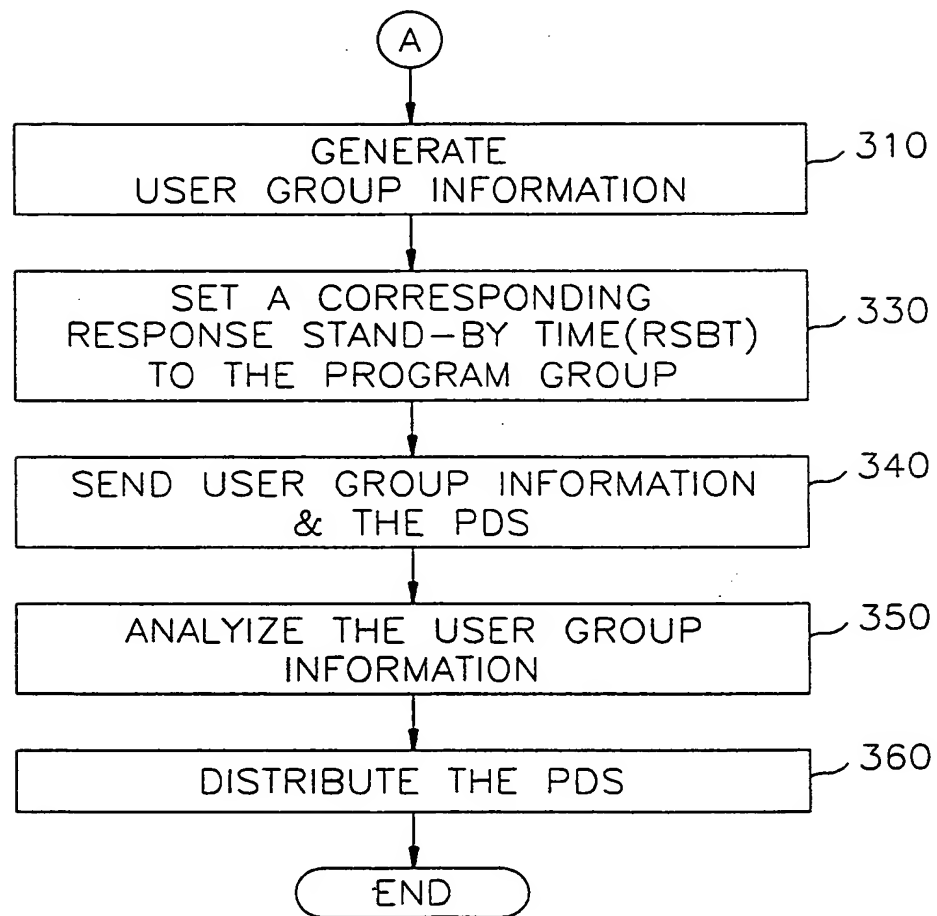 A
GENERATE
USER GROUP INFORMATION
310
SET A CORRESPONDING
RESPONSE STAND-BY TIME(RSBT)
TO THE PROGRAM GROUP
330
SEND USER GROUP INFORMATION
& THE PDS
340
ANALYIZE THE USER GROUP
INFORMATION
350
DISTRIBUTE THE PDS
360
END